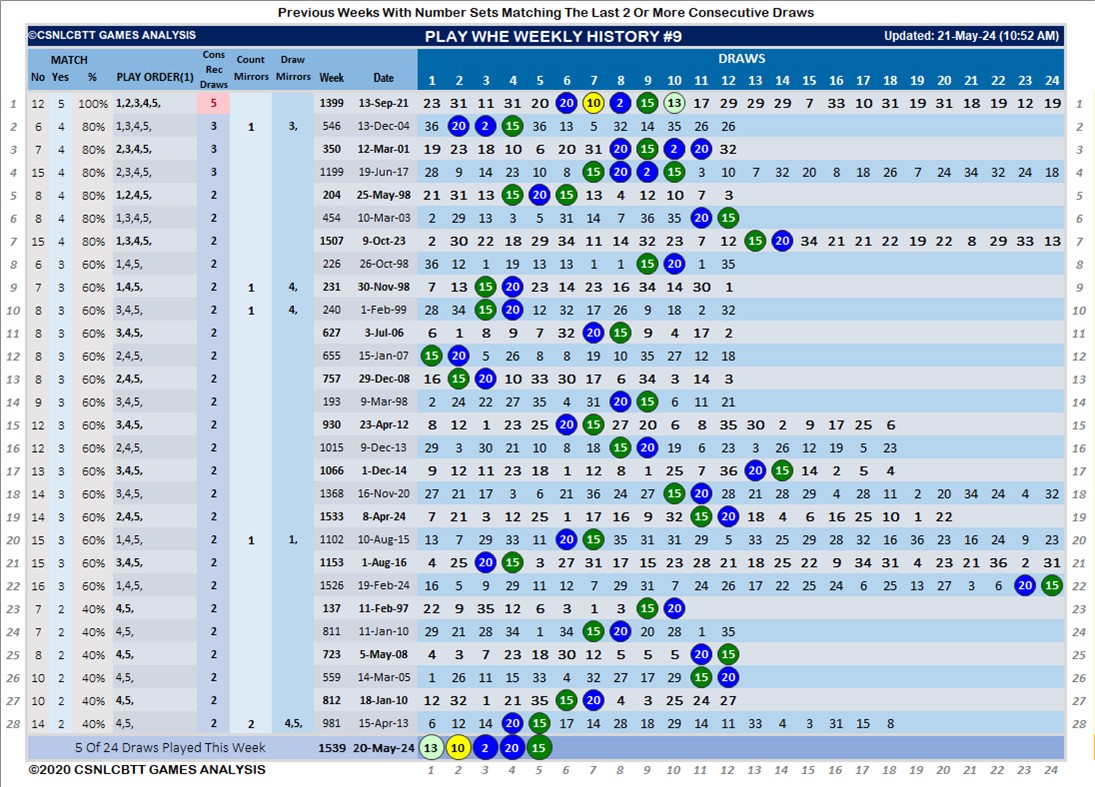 Previous Weeks With Number Sets Matching The Last 2 Or More Consecutive Draws
©CSNLCBTT GAMES ANALYSIS PLAY WHE WEEKLY HISTORY #9 Updated: 21-May-24 (10:52 AM)
MATCH Cons Rec Draws Count Mirrors Draw Mirrors DRAWS
No Yes % PLAY ORDER(1) Week Date 1 2 3 4 5 6 7 8 9 10 11 12 13 14 15 16 17 18 19 20 21 22 23 24
1 12 5 100% 1,2,3,4,5, 5 1399 13-Sep-21 23 31 11 31 20 20 10 2 15 13 17 29 29 29 7 33 10 31 19 31 18 19 12 19 1
2 6 4 80% 1,3,4,5, 3 1 3, 546 13-Dec-04 36 20 2 15 36 13 5 32 14 35 26 26 2
3 7 4 80% 2,3,4,5, 3 350 12-Mar-01 19 23 18 10 6 20 31 20 15 2 20 32 3
4 15 4 80% 2,3,4,5, 3 1199 19-Jun-17 28 9 14 23 10 8 15 20 2 15 3 10 7 32 15 20 8 18 26 7 24 34 32 24 18 4
5 8 4 80% 1,2,4,5, 2 204 25-May-98 21 31 13 15 20 15 13 4 12 10 7 3 5
6 8 4 80% 1,3,4,5, 2 454 10-Mar-03 2 29 13 3 5 31 14 7 36 35 20 15 6
7 15 4 80% 1,3,4,5, 2 1507 9-Oct-23 2 30 22 18 29 34 11 14 32 23 7 12 15 20 34 21 21 22 19 22 8 29 33 13 7
8 6 3 60% 1,4,5, 2 226 26-Oct-98 36 12 1 19 13 13 1 1 15 20 1 35 8
9 7 3 60% 1,4,5, 2 1 4, 231 30-Nov-98 7 13 15 20 23 14 23 16 34 14 30 1 9
10 8 3 60% 3,4,5, 2 1 4, 240 1-Feb-99 28 34 15 20 12 32 17 26 9 18 2 32 10
11 8 3 60% 3,4,5, 2 627 3-Jul-06 6 1 8 9 7 32 20 15 9 4 17 2 11
12 8 3 60% 2,4,5, 2 655 15-Jan-07 15 20 5 26 8 8 19 10 35 27 12 18 12
13 8 3 60% 2,4,5, 2 757 29-Dec-08 16 15 20 10 33 30 17 6 34 3 14 3 13
14 9 3 60% 3,4,5, 2 193 9-Mar-98 2 24 22 27 35 4 31 20 15 6 11 21 14
15 12 3 60% 3,4,5, 2 930 23-Apr-12 8 12 1 23 25 20 15 27 20 6 8 35 30 2 9 17 25 6 15
16 12 3 60% 2,4,5, 2 1015 9-Dec-13 29 3 30 21 10 8 18 15 20 19 6 23 3 26 12 19 5 23 16
17 13 3 60% 3,4,5, 2 1066 1-Dec-14 9 12 11 23 18 1 12 8 1 25 7 36 20 15 14 2 5 4 17
18 14 3 60% 3,4,5, 2 1368 16-Nov-20 27 21 17 3 6 21 36 24 27 15 20 28 21 28 29 4 28 11 2 20 34 24 4 32 18
19 14 3 60% 2,4,5, 2 1533 8-Apr-24 7 21 3 12 25 1 17 16 9 32 15 20 18 4 6 16 25 10 1 22 19
20 15 3 60% 1,4,5, 2 1 1, 1102 10-Aug-15 13 7 29 33 11 20 15 35 31 31 29 5 33 25 29 28 32 16 36 23 16 24 9 23 20
21 15 3 60% 3,4,5, 2 1153 1-Aug-16 4 25 20 15 3 27 31 17 15 23 28 21 18 25 22 9 34 31 4 23 21 36 2 31 21
22 16 3 60% 3,4,5, 2 1526 19-Feb-24 16 5 9 29 11 12 7 29 31 7 24 26 17 22 25 24 6 25 13 27 3 6 20 15 22
23 7 2 40% 4,5, 2 137 11-Feb-97 22 9 35 12 6 3 1 3 15 20 23
24 7 2 40% 4,5, 2 811 11-Jan-10 29 21 28 34 1 34 15 20 20 28 1 35 24
25 8 2 40% 4,5, 2 723 5-May-08 4 3 7 23 18 30 12 5 5 5 20 15 25
26 10 2 40% 4,5, 2 559 14-Mar-05 1 26 11 15 33 4 32 27 17 29 15 20 26
27 10 2 40% 4,5, 2 812 18-Jan-10 12 32 1 21 35 15 20 4 3 25 24 27 27
28 14 2 40% 4,5, 2 2 4,5, 981 15-Apr-13 6 12 14 20 15 17 14 28 18 29 14 11 33 4 3 31 15 8 28
5 Of 24 Draws Played This Week 1539 20-May-24 13 10 2 20 15
©2020 CSNLCBTT GAMES ANALYSIS 1 2 3 4 5 6 7 8 9 10 11 12 13 14 15 16 17 18 19 20 21 22 23 24